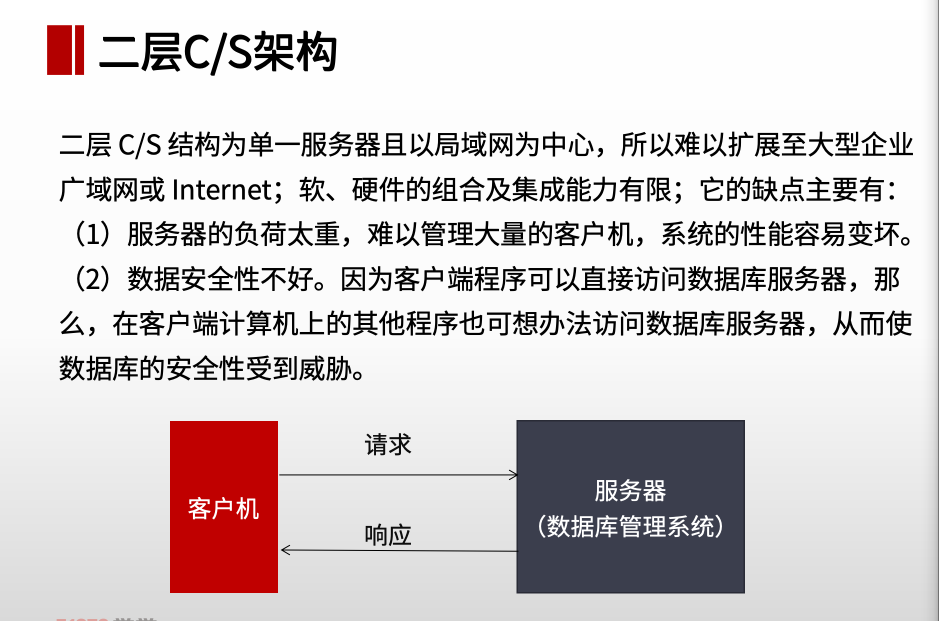 二层C/S架构
二层 C/S 结构为单一服务器且以局域网为中心，所以难以扩展至大型企业
广域网或 Internet；软、硬件的组合及集成能力有限；它的缺点主要有：
（1）服务器的负荷太重，难以管理大量的客户机，系统的性能容易变坏。
（2）数据安全性不好。因为客户端程序可以直接访问数据库服务器，那
么，在客户端计算机上的其他程序也可想办法访问数据库服务器，从而使
数据库的安全性受到威胁。
请求
客户机
服务器
（数据库管理系统）
响应